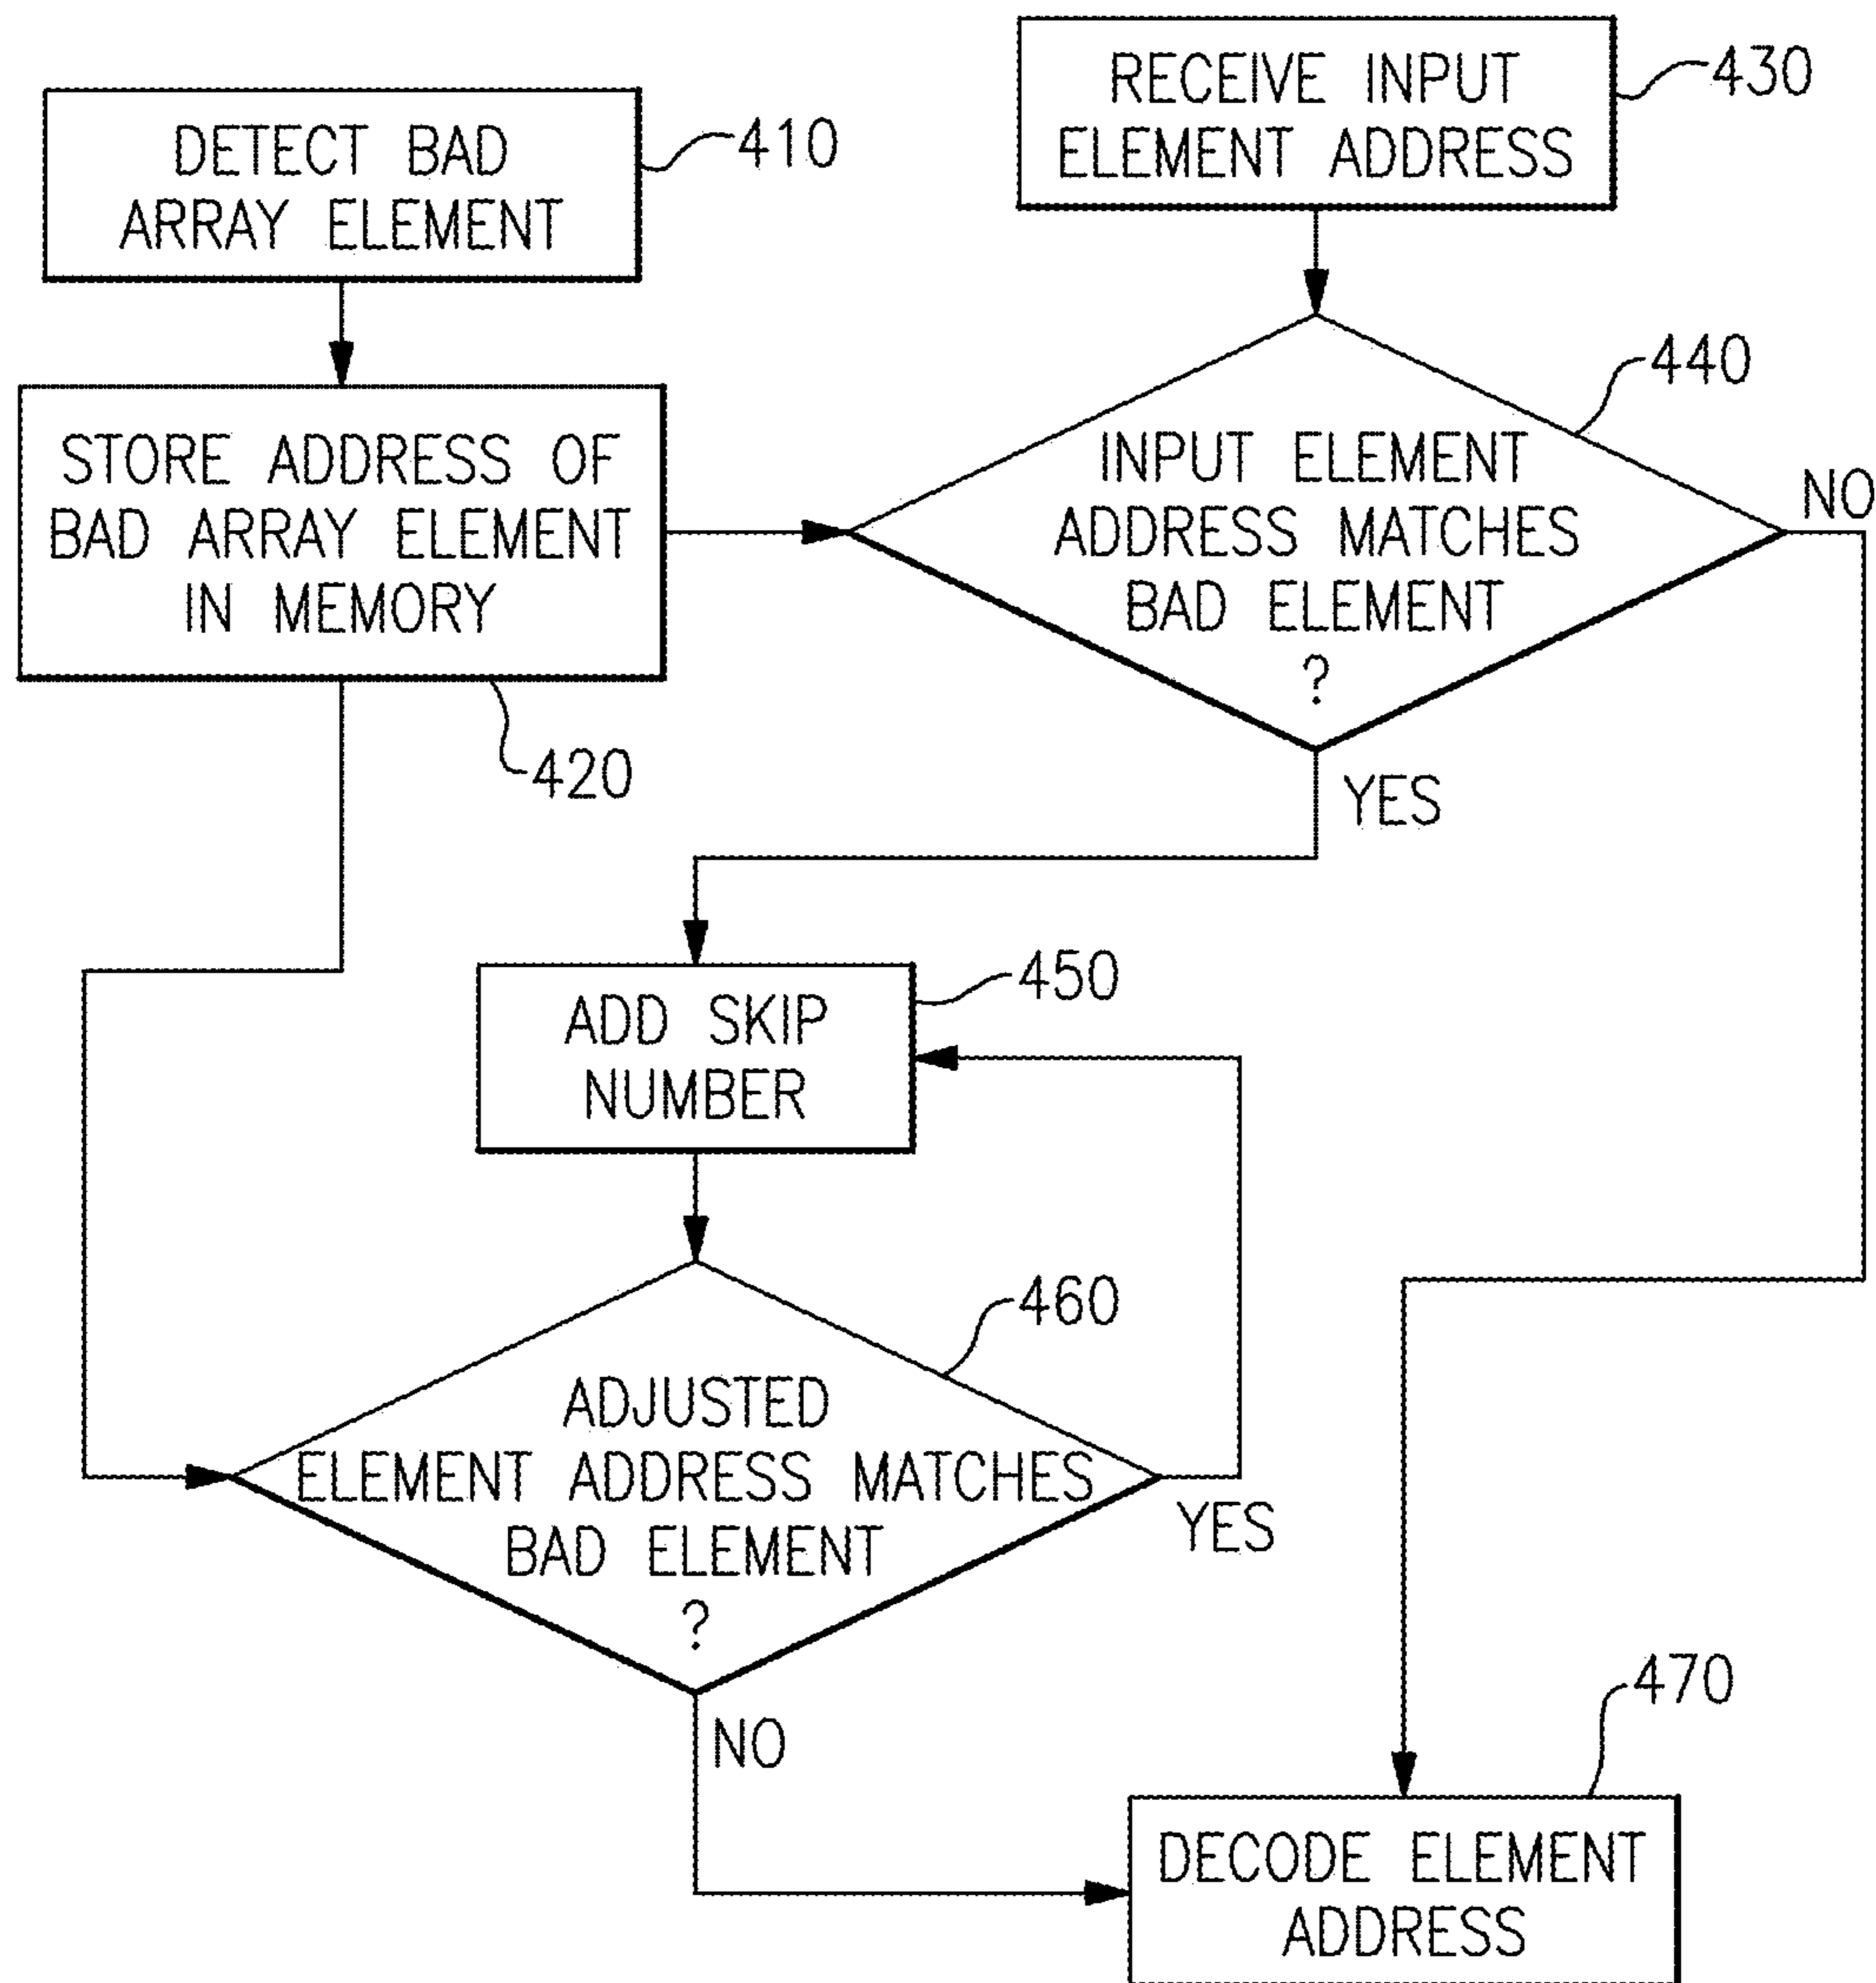 DETECT BAD
ARRAY ELEMENT
410
RECEIVE INPUT
ELEMENT ADDRESS
430
STORE ADDRESS OF
BAD ARRAY ELEMENT
IN MEMORY
420
INPUT ELEMENT
ADDRESS MATCHES
BAD ELEMENT
?
440
NO
YES
ADD SKIP
NUMBER
450
ADJUSTED
ELEMENT ADDRESS MATCHES
BAD ELEMENT
?
460
YES
NO
DECODE ELEMENT
ADDRESS
470